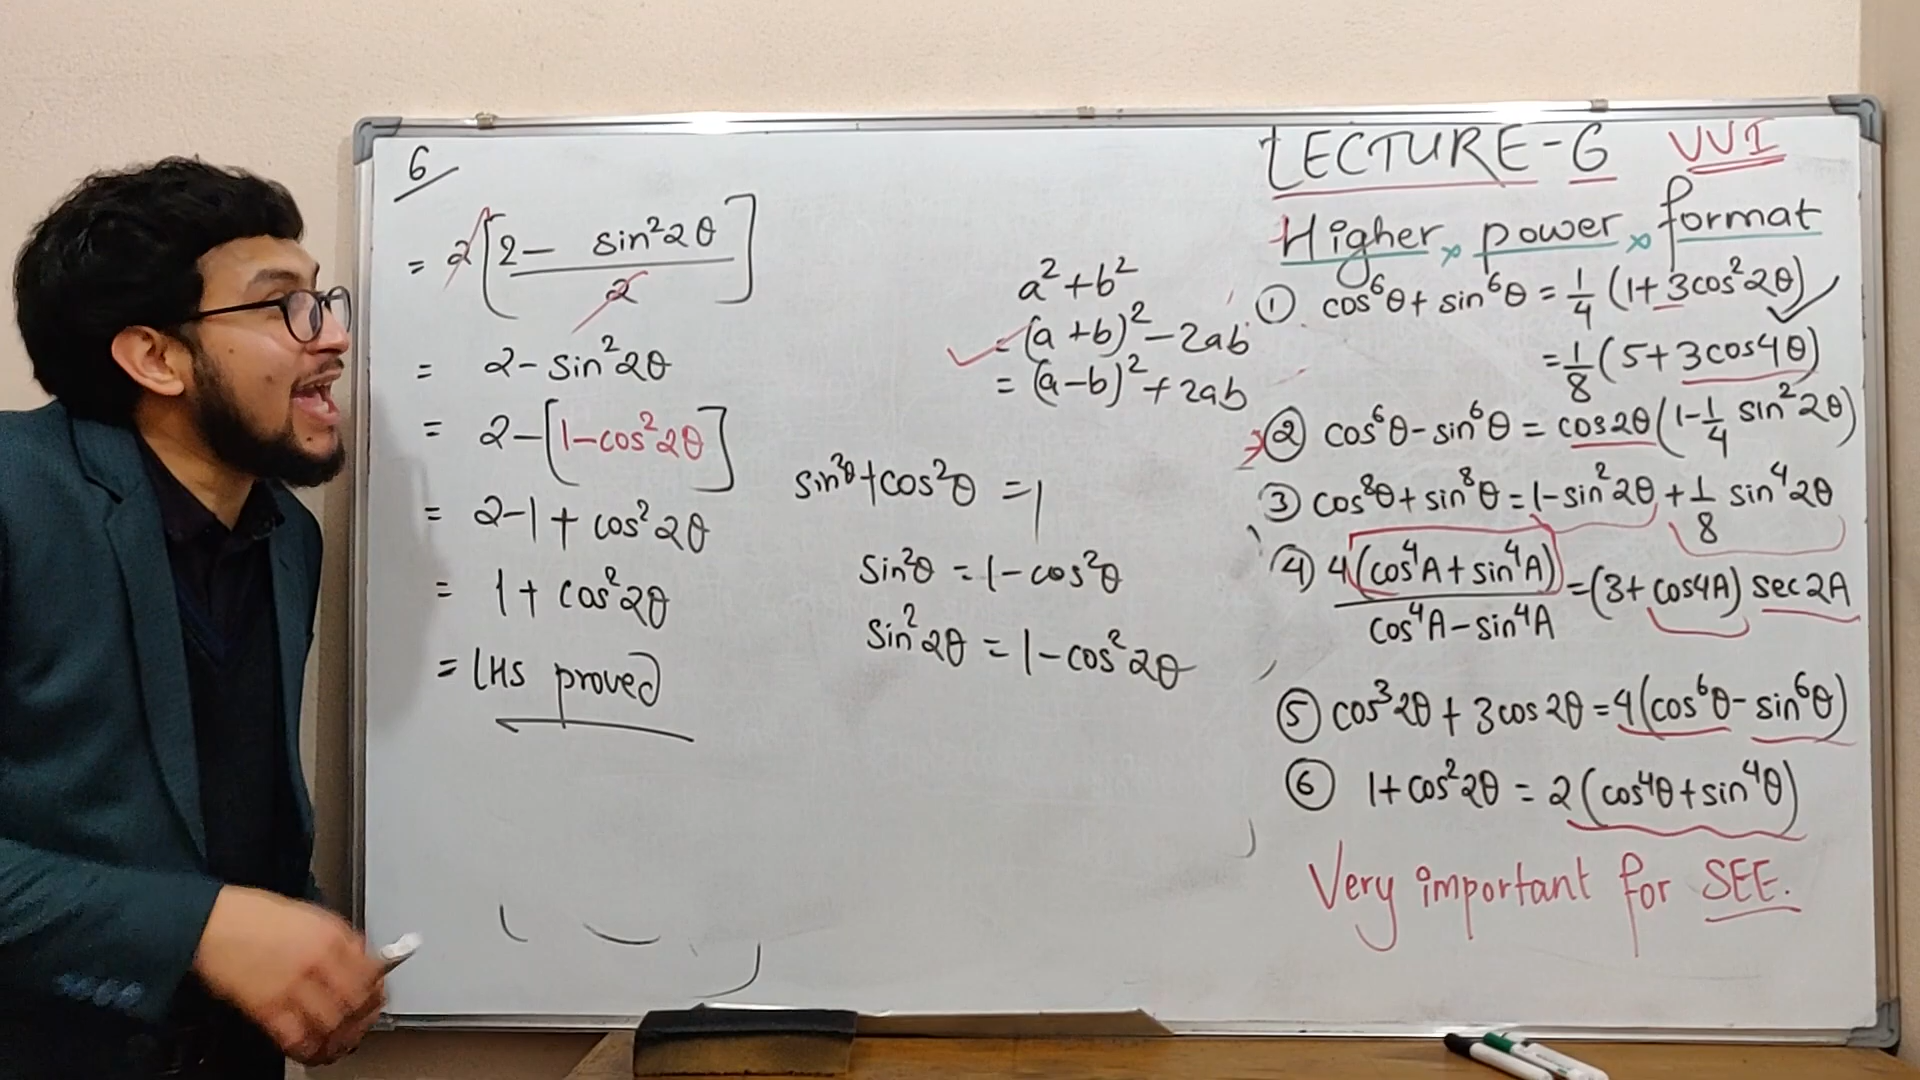 6
= 2[2 - sin²2θ / 2]
= 2 - sin²2θ
= 2 - [1 - cos²2θ]
= 2 - 1 + cos²2θ
= 1 + cos²2θ
= LHS proved
a² + b²
= (a + b)² - 2ab
= (a - b)² + 2ab
sin²θ + cos²θ = 1
sin²θ = 1 - cos²θ
sin²2θ = 1 - cos²2θ
LECTURE-6 VVI
Higher power format
① cos⁶θ + sin⁶θ = 1/4 (1 + 3cos²2θ)
= 1/8 (5 + 3cos4θ)
② cos⁶θ - sin⁶θ = cos2θ (1 - 1/4 sin²2θ)
③ cos⁸θ + sin⁸θ = 1 - sin²2θ + 1/8 sin⁴2θ
④ 4(cos⁴A + sin⁴A) / cos⁴A - sin⁴A = (3 + cos4A) sec2A
⑤ cos³2θ + 3cos2θ = 4(cos⁶θ - sin⁶θ)
⑥ 1 + cos²2θ = 2(cos⁴θ + sin⁴θ)
Very important for SEE.